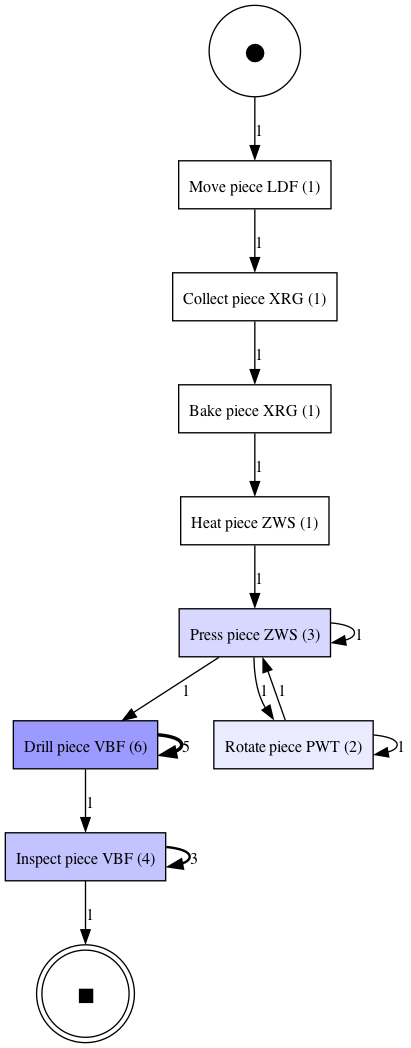 1
Move piece LDF (1)
1
Collect piece XRG (1)
1
Bake piece XRG (1)
1
Heat piece ZWS (1)
1
Press piece ZWS (3)
1
1
1
1
Drill piece VBF (6)
5
Rotate piece PWT (2)
1
1
Inspect piece VBF (4)
3
1